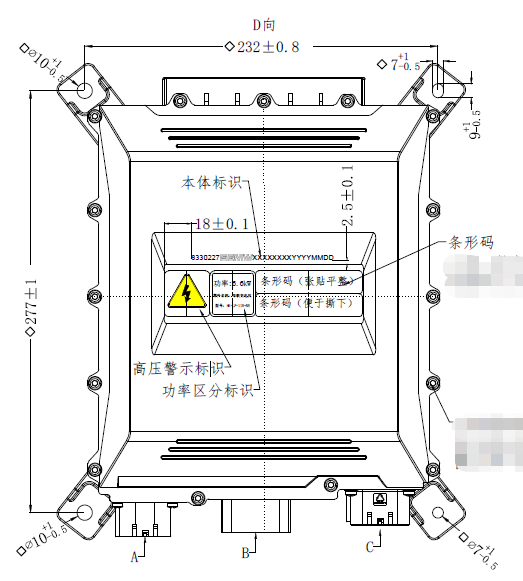 D向
◇232±0.8
◇⌀10+1-0.5
◇7+1-0.5
9+1-0.5
本体标识
2.5±0.1
18±0.1
条形码
8330227 XXXXXXXXYYYYMMDD
功率:6.6kW
条形码（张贴平整）
条形码（便于撕下）
◇277±1
高压警示标识
功率区分标识
◇⌀10+1-0.5
A
B
C
◇⌀7+1-0.5